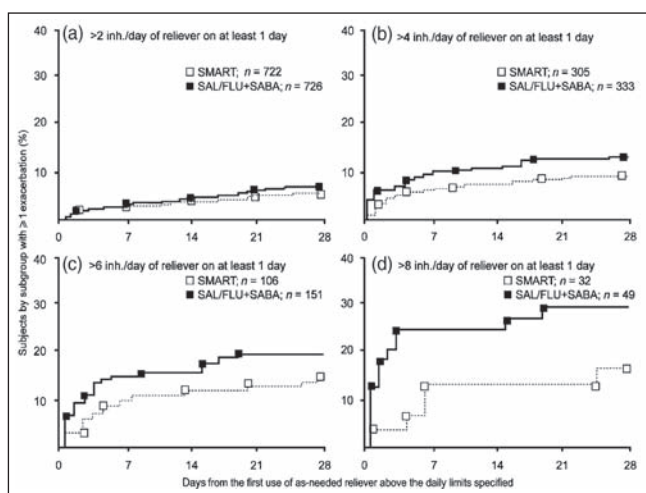 (a) >2 inh./day of reliever on at least 1 day
SMART; n = 722
SAL/FLU+SABA; n = 726
40
30
20
10
0 7 14 21 28
(b) >4 inh./day of reliever on at least 1 day
SMART; n = 305
SAL/FLU+SABA; n = 333
40
30
20
10
0 7 14 21 28
(c) >6 inh./day of reliever on at least 1 day
SMART; n = 106
SAL/FLU+SABA; n = 151
40
30
20
10
0 7 14 21 28
(d) >8 inh./day of reliever on at least 1 day
SMART; n = 32
SAL/FLU+SABA; n = 49
40
30
20
10
0 7 14 21 28
Subjects by subgroup with ≥ 1 exacerbation (%)
Days from the first use of as-needed reliever above the daily limits specified